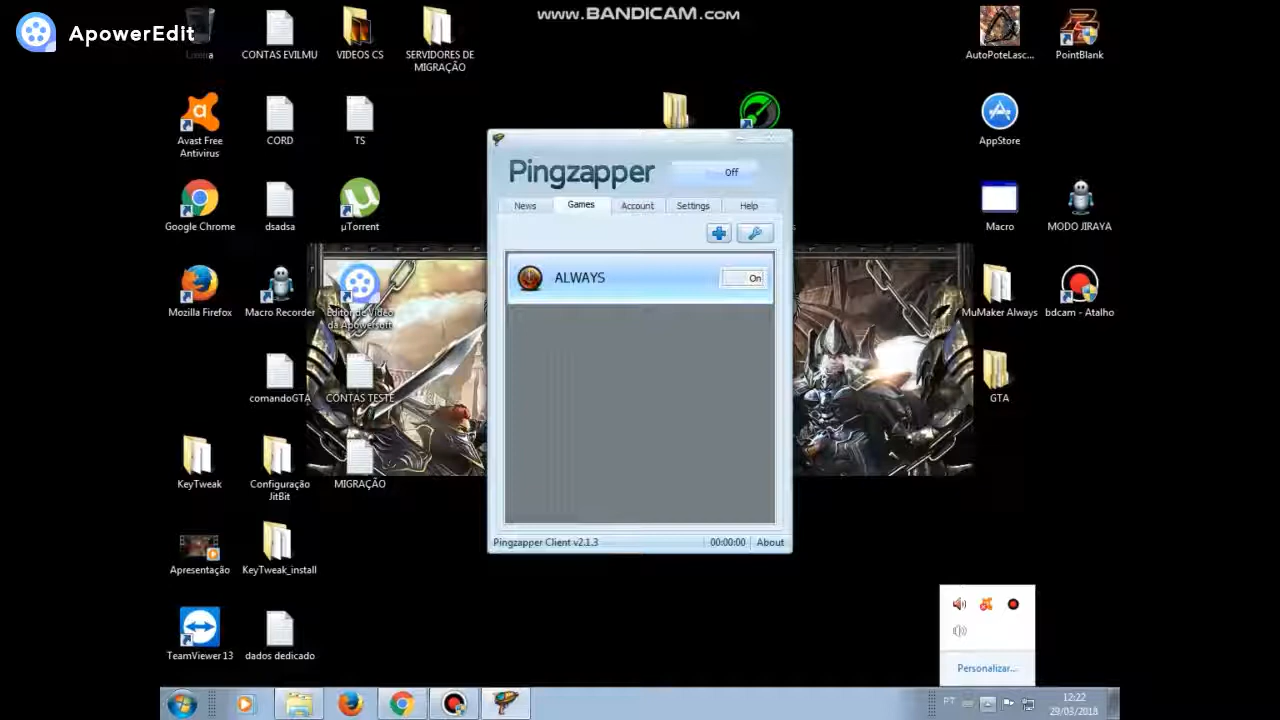 www.BANDICAM.com
ApowerEdit
CONTAS EVILMU
VIDEOS CS
SERVIDORES DE
MIGRAÇÃO
AutoPoteLasc...
PointBlank
Avast Free
Antivirus
CORD
TS
AppStore
Pingzapper
Off
News
Games
Account
Settings
Help
Google Chrome
dsadsa
µTorrent
Macro
MODO JIRAYA
ALWAYS
On
Mozilla Firefox
Macro Recorder
Editor de Vídeo
da Apowersoft
MuMaker Always
bdcam - Atalho
comandoGTA
CONTAS TESTE
GTA
KeyTweak
Configuração
JitBit
MIGRAÇÃO
Pingzapper Client v2.1.3
00:00:00
About
Apresentação
KeyTweak_install
TeamViewer 13
dados dedicado
Personalizar...
PT
12:22
29/03/2018